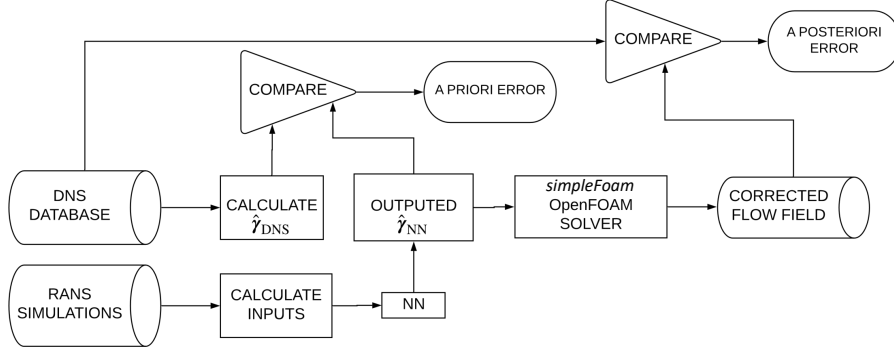 COMPARE
A POSTERIORI
ERROR
COMPARE
A PRIORI ERROR
DNS
DATABASE
CALCULATE
γ̂DNS
OUTPUTED
γ̂NN
simpleFoam
OpenFOAM
SOLVER
CORRECTED
FLOW FIELD
RANS
SIMULATIONS
CALCULATE
INPUTS
NN